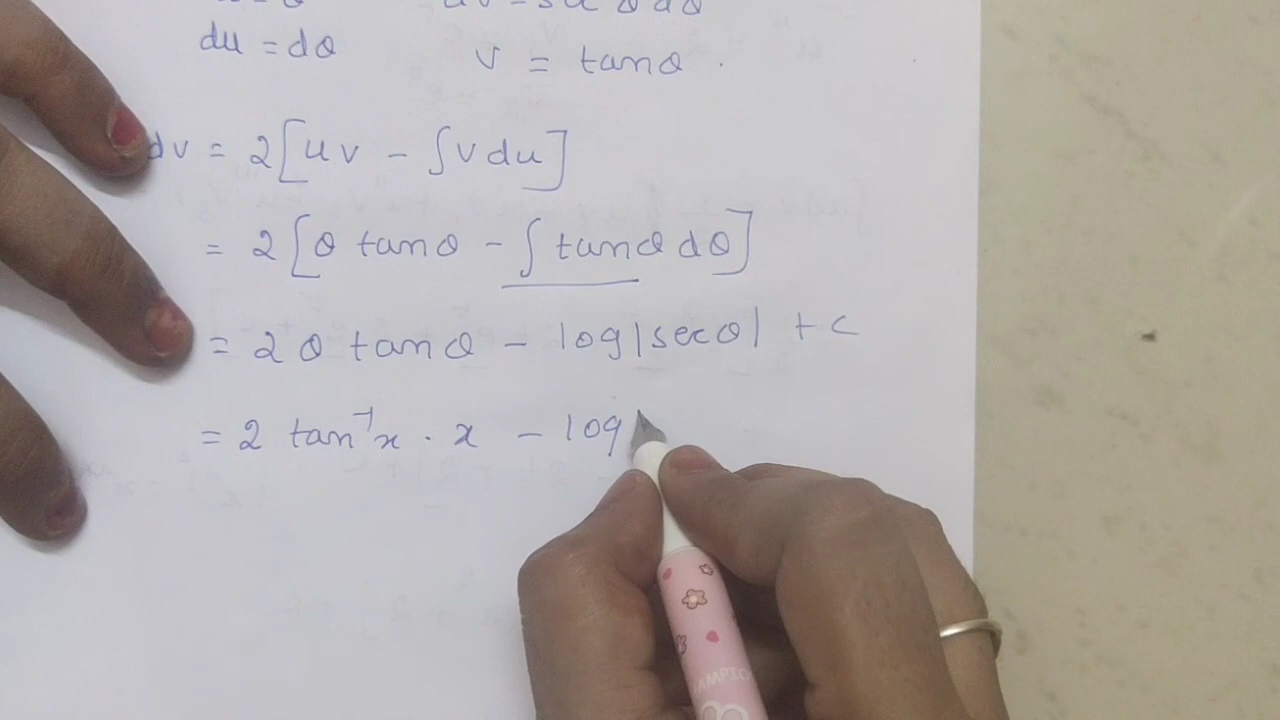 du = dθ
v = tanθ .
dv = 2[uv - ∫v du]
= 2[θ tanθ - ∫tanθ dθ]
= 2θ tanθ - log|secθ| + c
= 2 tan⁻¹x · x - log